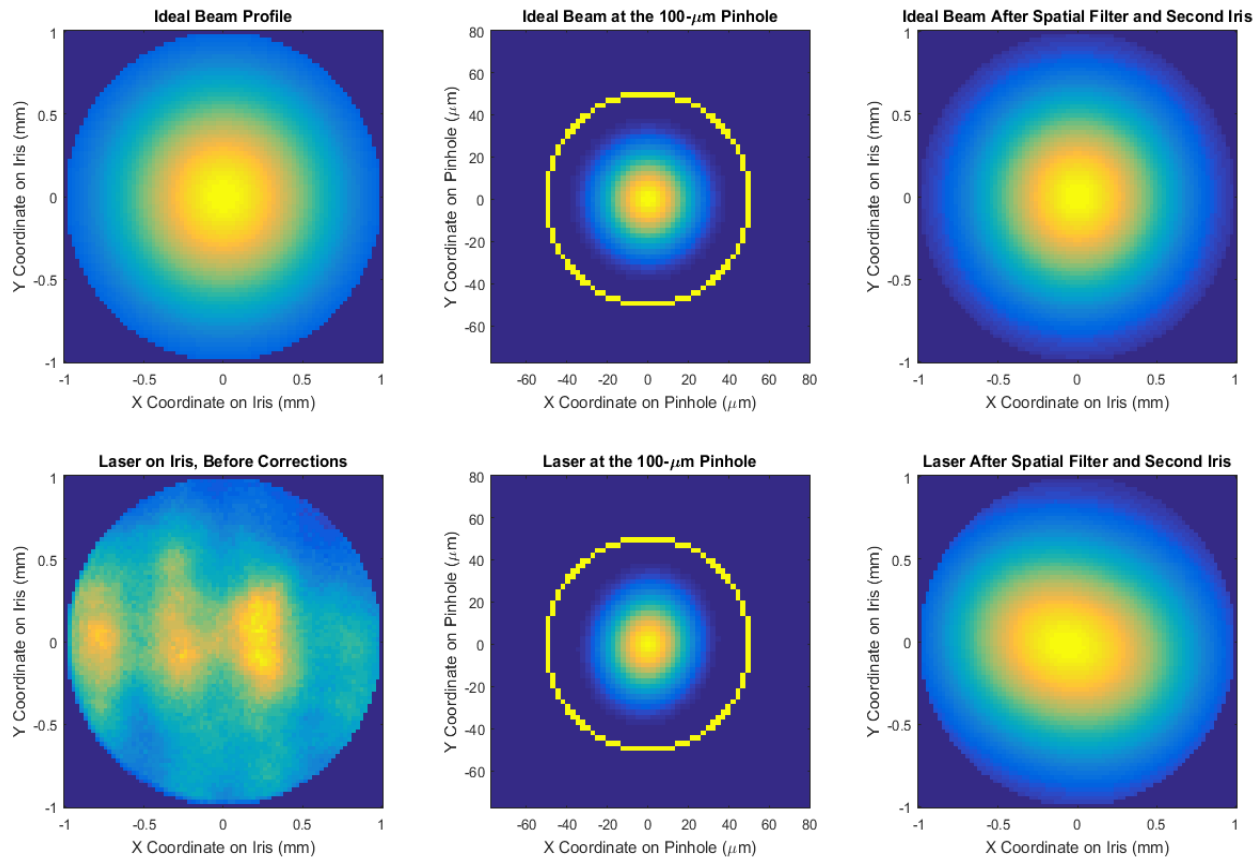 Ideal Beam Profile
1
0.5
0
-0.5
-1
Y Coordinate on Iris (mm)
-1 -0.5 0 0.5 1
X Coordinate on Iris (mm)
Ideal Beam at the 100-μm Pinhole
80
60
40
20
0
-20
-40
-60
Y Coordinate on Pinhole (μm)
-60 -40 -20 0 20 40 60 80
X Coordinate on Pinhole (μm)
Ideal Beam After Spatial Filter and Second Iris
1
0.5
0
-0.5
-1
Y Coordinate on Iris (mm)
-1 -0.5 0 0.5 1
X Coordinate on Iris (mm)
Laser on Iris, Before Corrections
1
0.5
0
-0.5
-1
Y Coordinate on Iris (mm)
-1 -0.5 0 0.5 1
X Coordinate on Iris (mm)
Laser at the 100-μm Pinhole
80
60
40
20
0
-20
-40
-60
Y Coordinate on Pinhole (μm)
-60 -40 -20 0 20 40 60 80
X Coordinate on Pinhole (μm)
Laser After Spatial Filter and Second Iris
1
0.5
0
-0.5
-1
Y Coordinate on Iris (mm)
-1 -0.5 0 0.5 1
X Coordinate on Iris (mm)